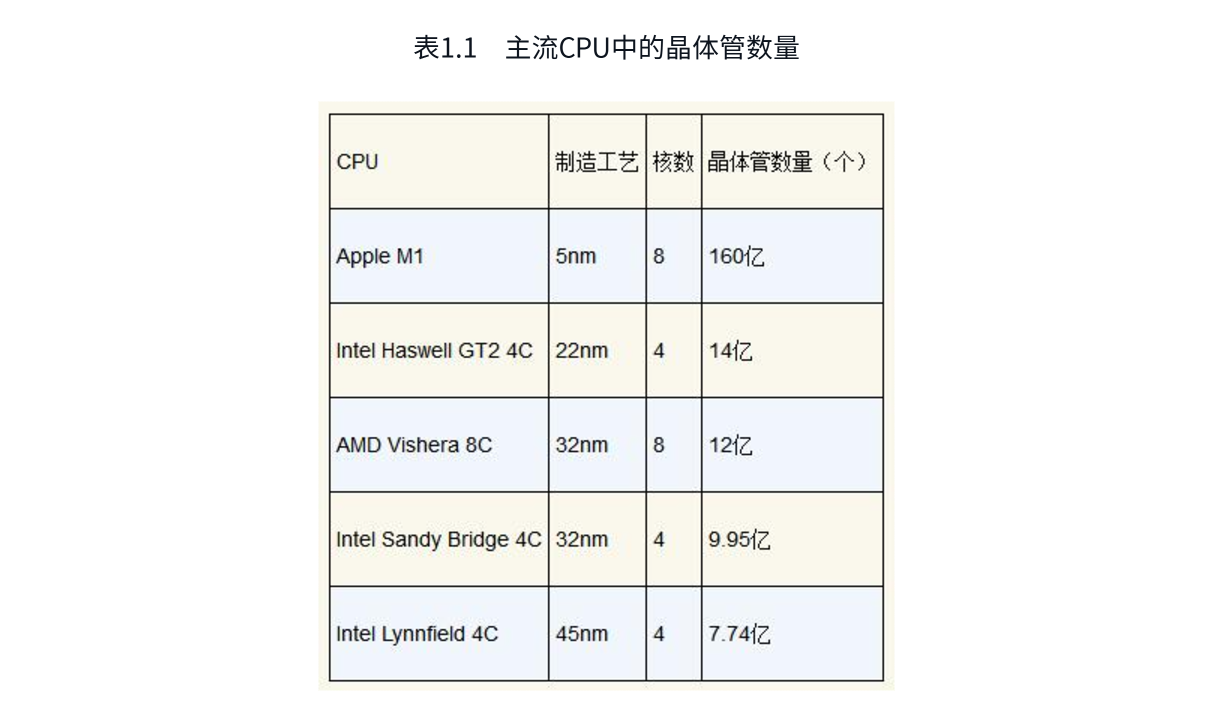 表1.1 主流CPU中的晶体管数量
CPU 制造工艺 核数 晶体管数量（个）
Apple M1 5nm 8 160亿
Intel Haswell GT2 4C 22nm 4 14亿
AMD Vishera 8C 32nm 8 12亿
Intel Sandy Bridge 4C 32nm 4 9.95亿
Intel Lynnfield 4C 45nm 4 7.74亿